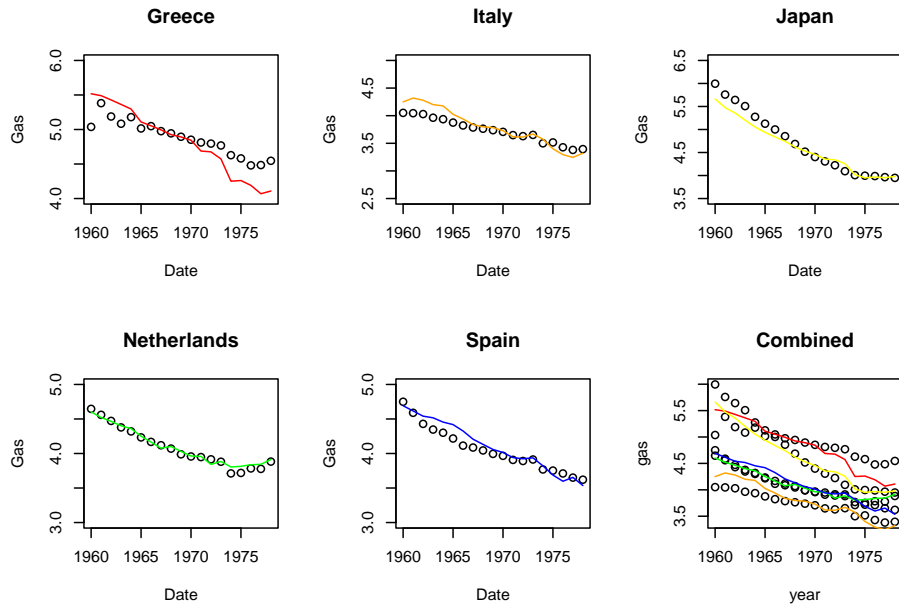 Greece
Gas
6.0
5.0
4.0
1960 1965 1970 1975
Date
Italy
Gas
4.5
3.5
2.5
1960 1965 1970 1975
Date
Japan
Gas
6.5
5.5
4.5
3.5
1960 1965 1970 1975
Date
Netherlands
Gas
5.0
4.0
3.0
1960 1965 1970 1975
Date
Spain
Gas
5.0
4.0
3.0
1960 1965 1970 1975
Date
Combined
gas
5.5
4.5
3.5
1960 1965 1970 1975
year